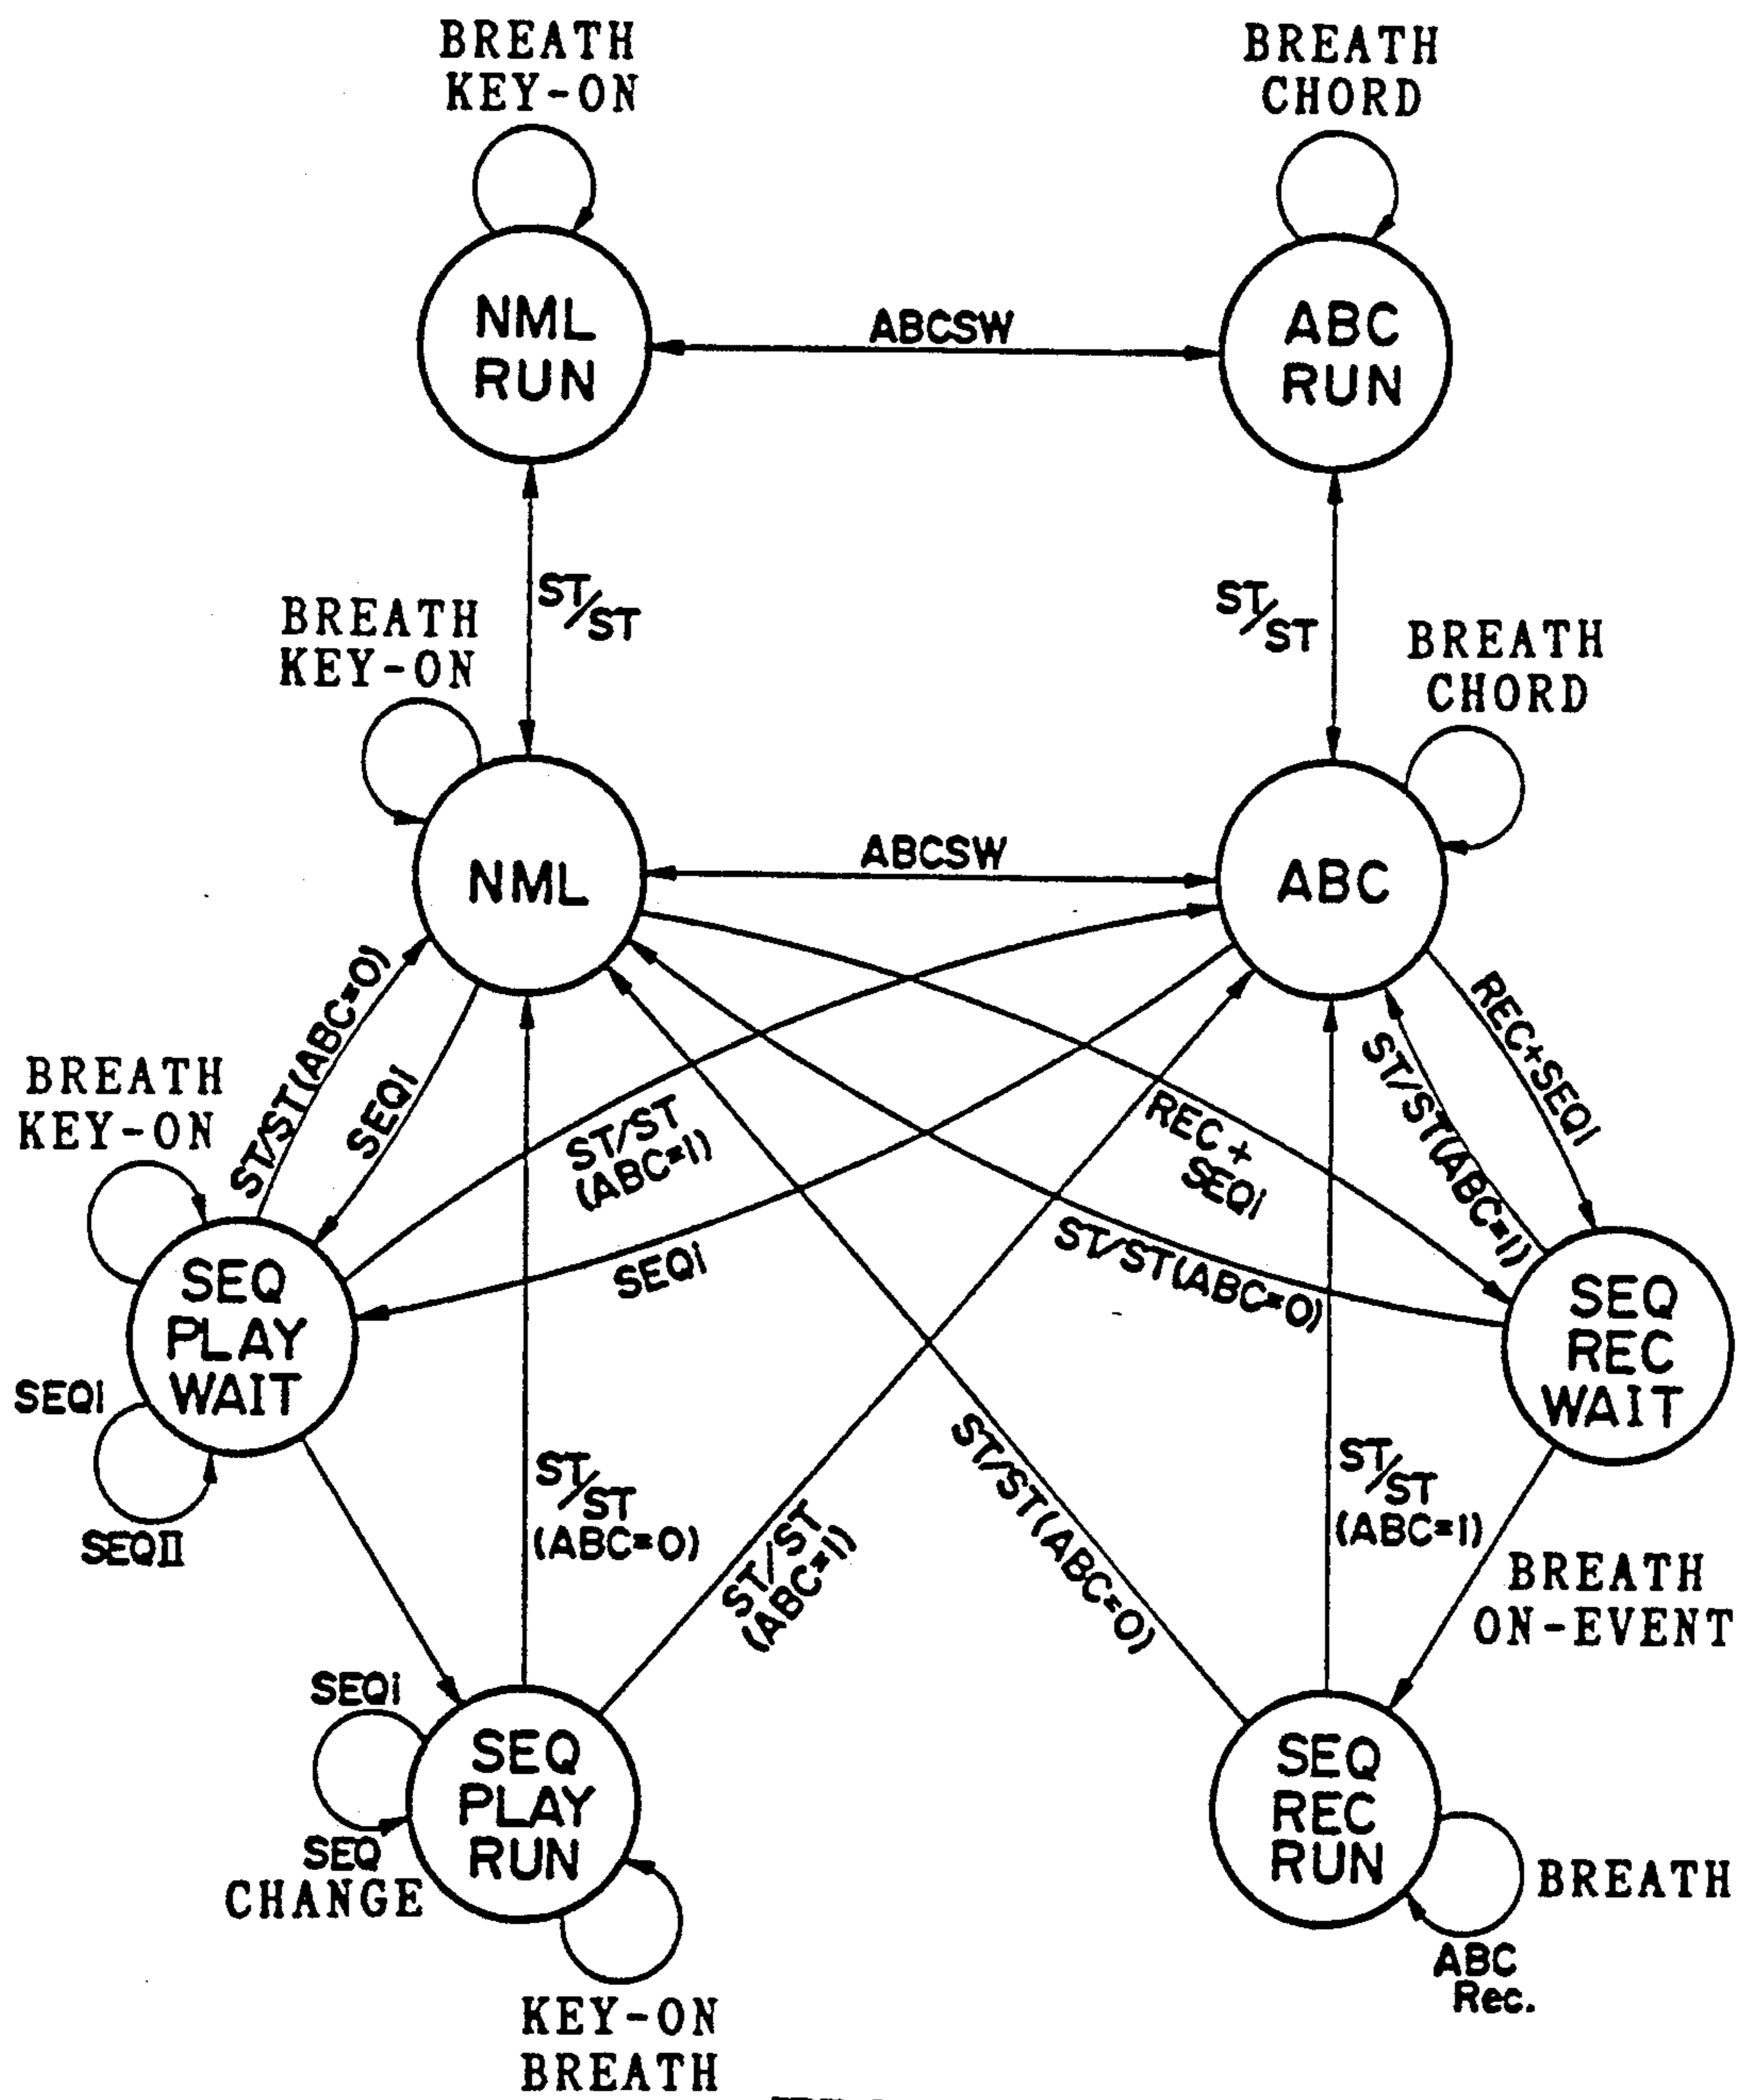 BREATH
KEY-ON
BREATH
CHORD
NML
RUN
ABCSW
ABC
RUN
ST/ST
ST/ST
BREATH
KEY-ON
BREATH
CHORD
NML
ABCSW
ABC
ST/ST(ABC=0)
SEQi
ST/ST
(ABC=1)
SEQi
REC +
SEQi
ST/ST(ABC=0)
ST/ST(ABC=1)
REC+SEQi
BREATH
KEY-ON
SEQ
PLAY
WAIT
SEQi
SEQII
SEQ
REC
WAIT
ST/ST
(ABC=0)
ST/ST
(ABC=1)
ST/ST(ABC=0)
ST/ST
(ABC=1)
BREATH
ON-EVENT
SEQi
SEQ
CHANGE
SEQ
PLAY
RUN
KEY-ON
BREATH
SEQ
REC
RUN
BREATH
ABC
Rec.